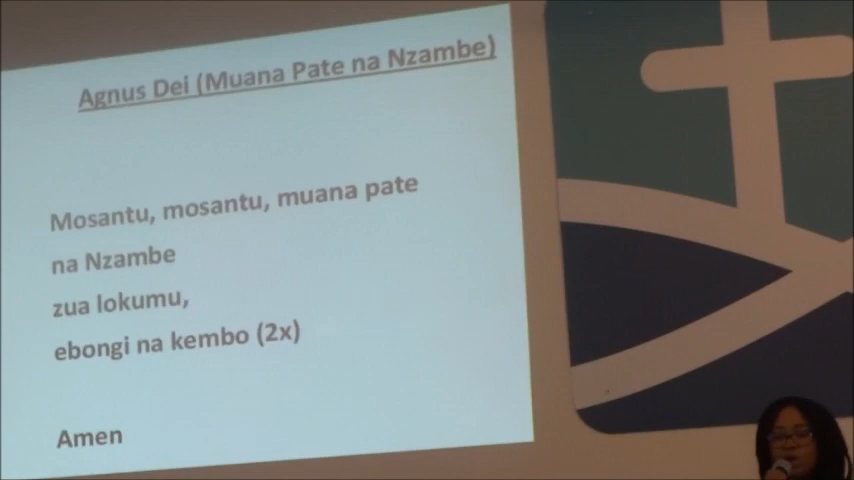 Agnus Dei (Muana Pate na Nzambe)
Mosantu, mosantu, muana pate
na Nzambe
zua lokumu,
ebongi na kembo (2x)
Amen